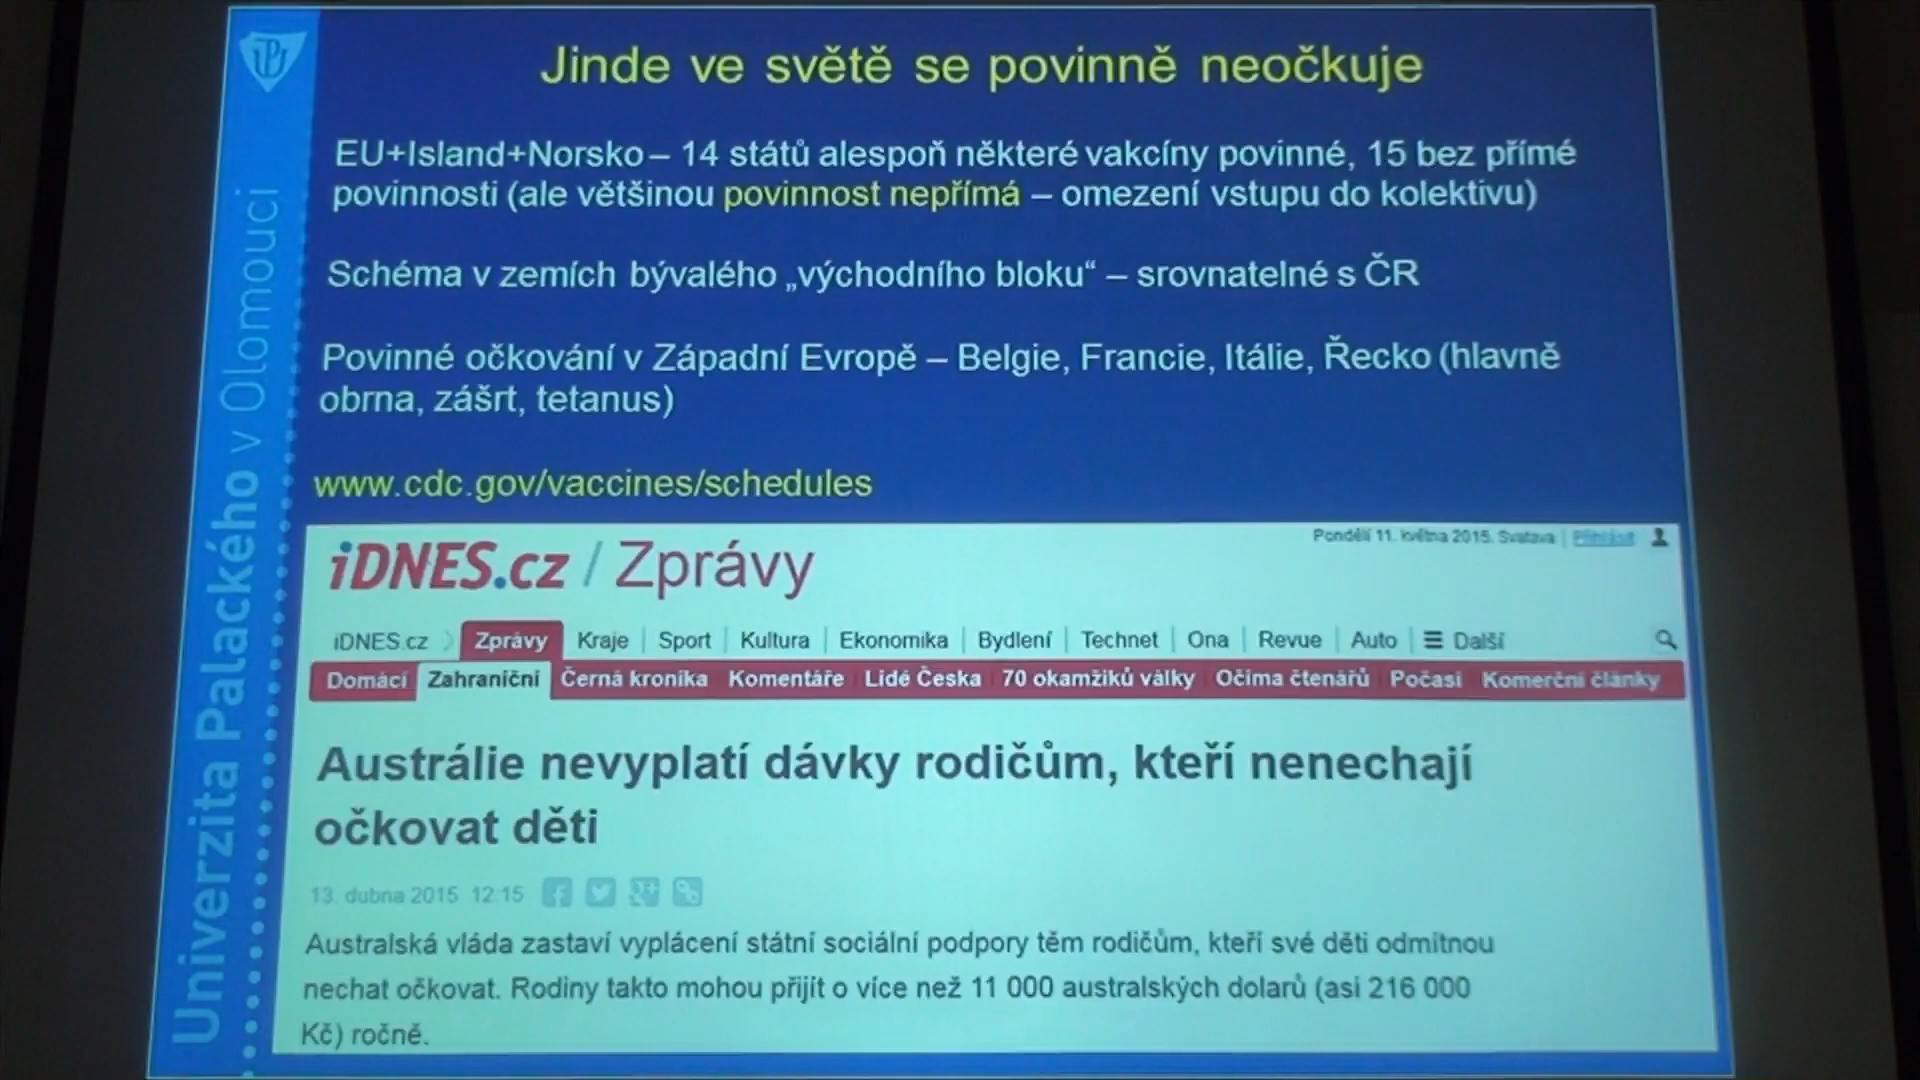 Jinde ve světě se povinně neočkuje
EU+Island+Norsko – 14 států alespoň některé vakcíny povinné, 15 bez přímé
povinnosti (ale většinou povinnost nepřímá – omezení vstupu do kolektivu)
Schéma v zemích bývalého „východního bloku“ – srovnatelné s ČR
Povinné očkování v Západní Evropě – Belgie, Francie, Itálie, Řecko (hlavně
obrna, zášrt, tetanus)
www.cdc.gov/vaccines/schedules
Univerzita Palackého v Olomouci
Pondělí 11. května 2015. Svatava | Přihlásit
iDNES.cz / Zprávy
iDNES.cz Zprávy Kraje Sport Kultura Ekonomika Bydlení Technet Ona Revue Auto Další
Domácí Zahraniční Černá kronika Komentáře Lidé Česka 70 okamžiků války Očima čtenářů Počasí Komerční články
Austrálie nevyplatí dávky rodičům, kteří nenechají
očkovat děti
13. dubna 2015 12:15
Australská vláda zastaví vyplácení státní sociální podpory těm rodičům, kteří své děti odmítnou
nechat očkovat. Rodiny takto mohou přijít o více než 11 000 australských dolarů (asi 216 000
Kč) ročně.